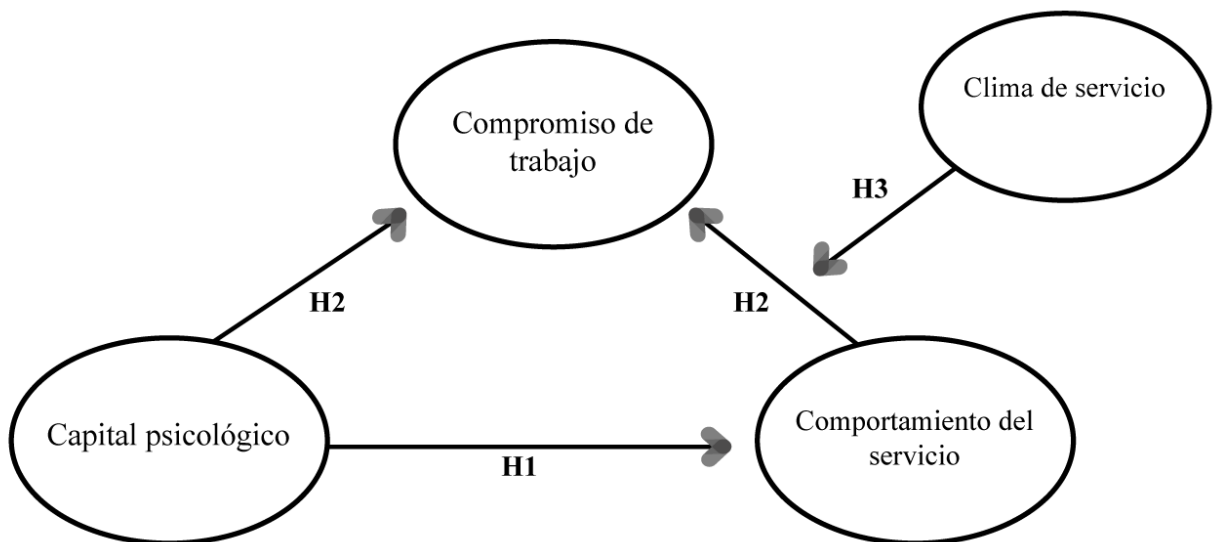 Clima de servicio
Compromiso de
trabajo
H3
H2
H2
Capital psicológico
Comportamiento del
servicio
H1